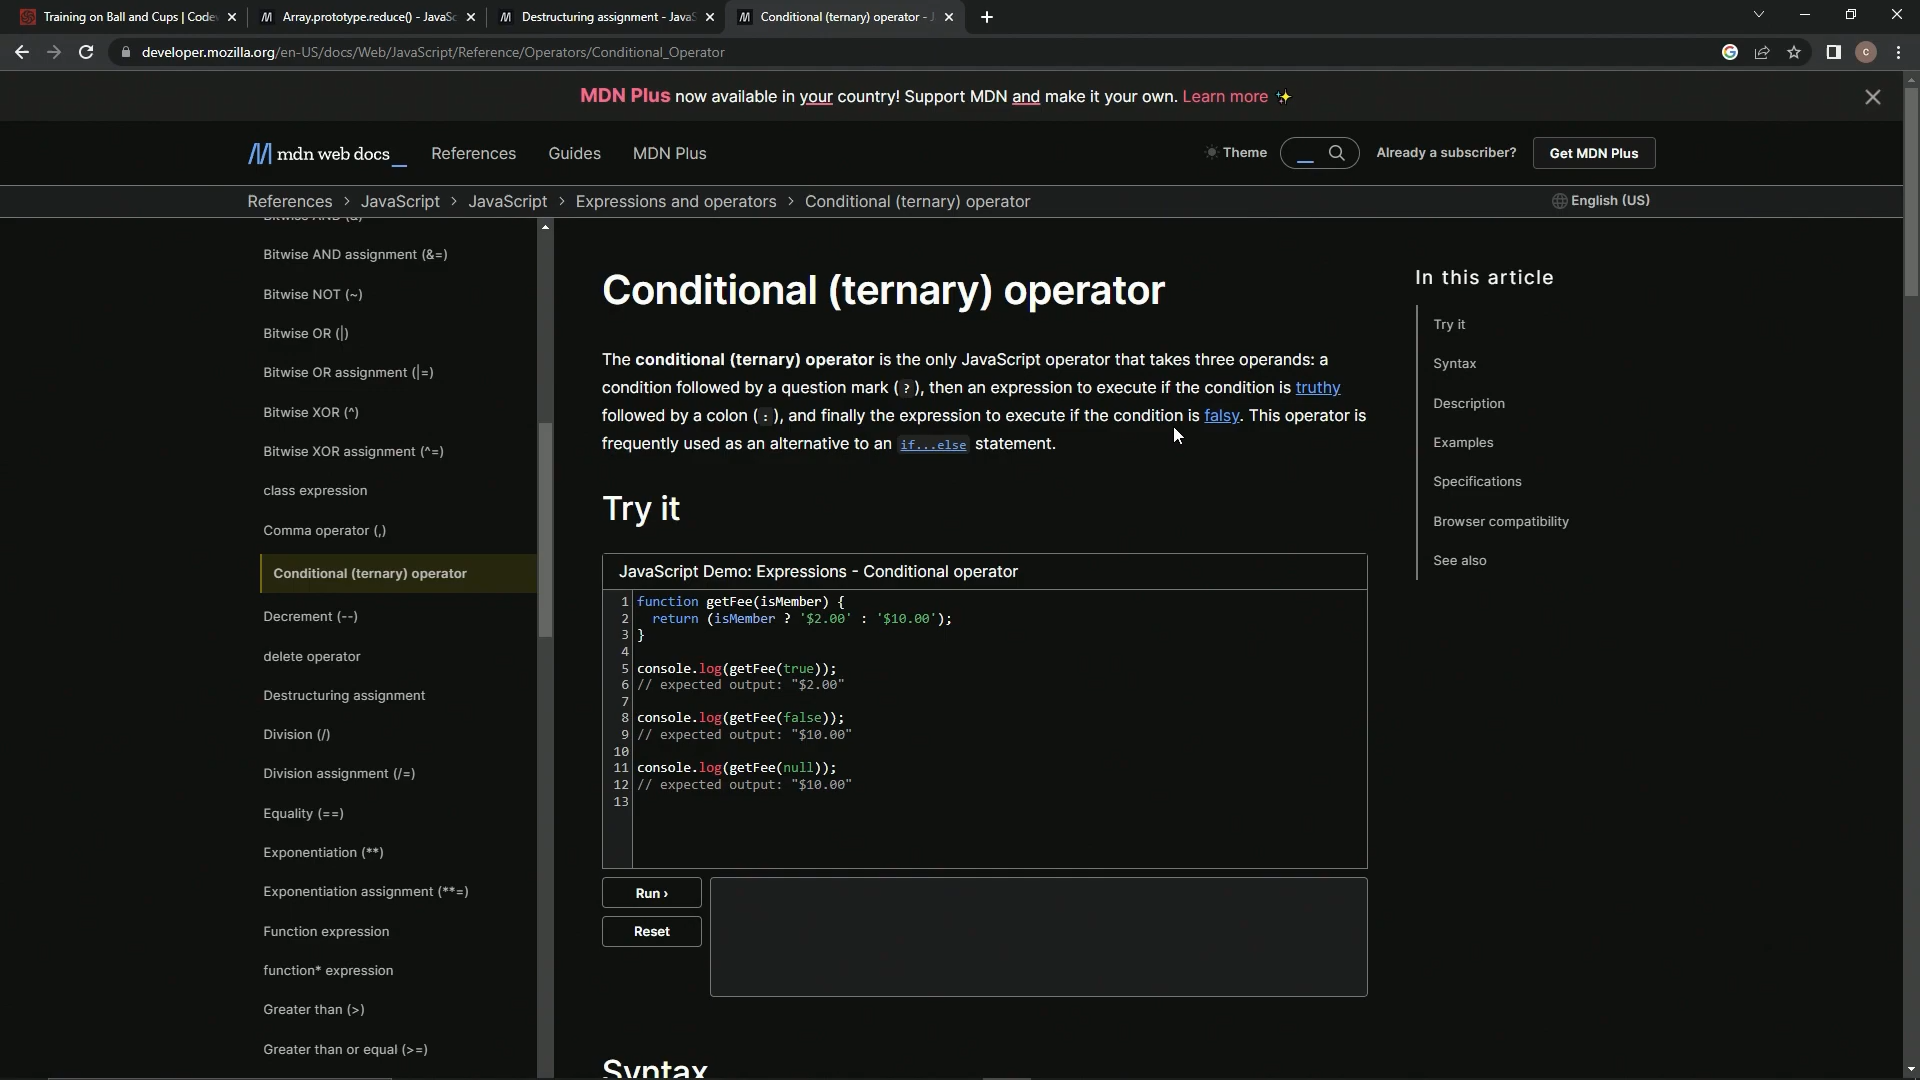 Training on Ball and Cups | Code
Array.prototype.reduce() - JavaSc
Destructuring assignment - JavaS
Conditional (ternary) operator - J
developer.mozilla.org/en-US/docs/Web/JavaScript/Reference/Operators/Conditional_Operator
C
MDN Plus now available in your country! Support MDN and make it your own. Learn more ✨
mdn web docs_
References
Guides
MDN Plus
Theme
Already a subscriber?
Get MDN Plus
References > JavaScript > JavaScript > Expressions and operators > Conditional (ternary) operator
English (US)
Bitwise AND (&)
Bitwise AND assignment (&=)
Bitwise NOT (~)
Bitwise OR (|)
Bitwise OR assignment (|=)
Bitwise XOR (^)
Bitwise XOR assignment (^=)
class expression
Comma operator (,)
Conditional (ternary) operator
Decrement (--)
delete operator
Destructuring assignment
Division (/)
Division assignment (/=)
Equality (==)
Exponentiation (**)
Exponentiation assignment (**=)
Function expression
function* expression
Greater than (>)
Greater than or equal (>=)
Conditional (ternary) operator
The conditional (ternary) operator is the only JavaScript operator that takes three operands: a
condition followed by a question mark (?), then an expression to execute if the condition is truthy
followed by a colon (:), and finally the expression to execute if the condition is falsy. This operator is
frequently used as an alternative to an if...else statement.
Try it
JavaScript Demo: Expressions - Conditional operator
1 function getFee(isMember) {
2 return (isMember ? '$2.00' : '$10.00');
3 }
4
5 console.log(getFee(true));
6 // expected output: "$2.00"
7
8 console.log(getFee(false));
9 // expected output: "$10.00"
10
11 console.log(getFee(null));
12 // expected output: "$10.00"
13
Run ›
Reset
Syntax
In this article
Try it
Syntax
Description
Examples
Specifications
Browser compatibility
See also